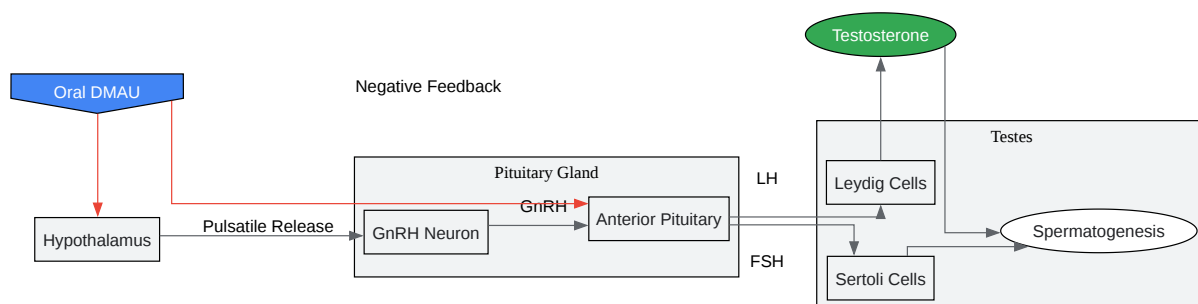 Testosterone
Oral DMAU
Negative Feedback
Testes
Pituitary Gland
LH
Leydig Cells
GnRH
Anterior Pituitary
Pulsatile Release
GnRH Neuron
Hypothalamus
Spermatogenesis
FSH
Sertoli Cells